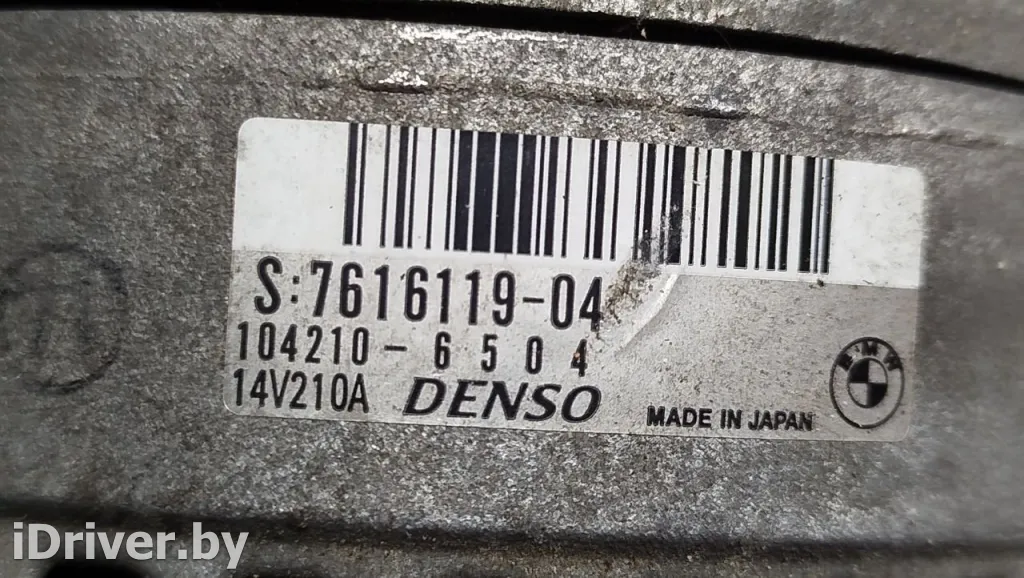 S:7616119-04
104210-6504
14V210A DENSO MADE IN JAPAN
BMW
iDriver.by